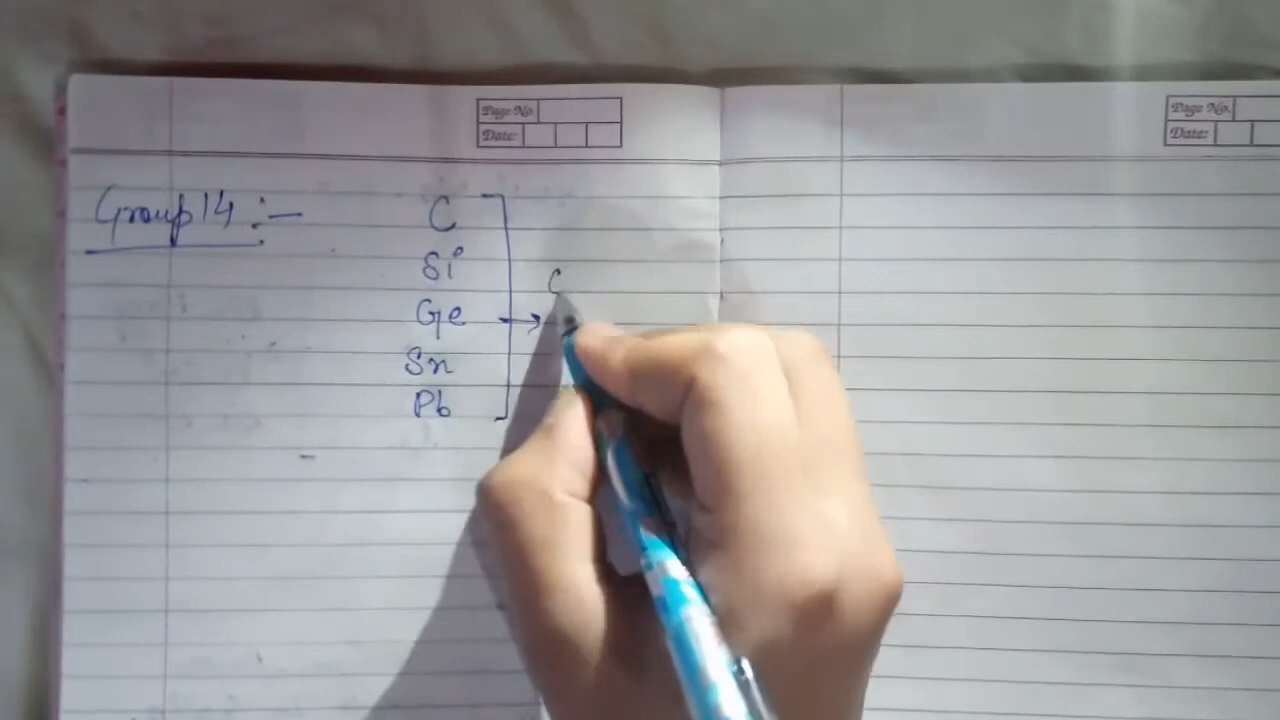 Page No.
Date:
Page No.
Date:
Group 14 :-
C
Si
Ge
Sn
Pb
C